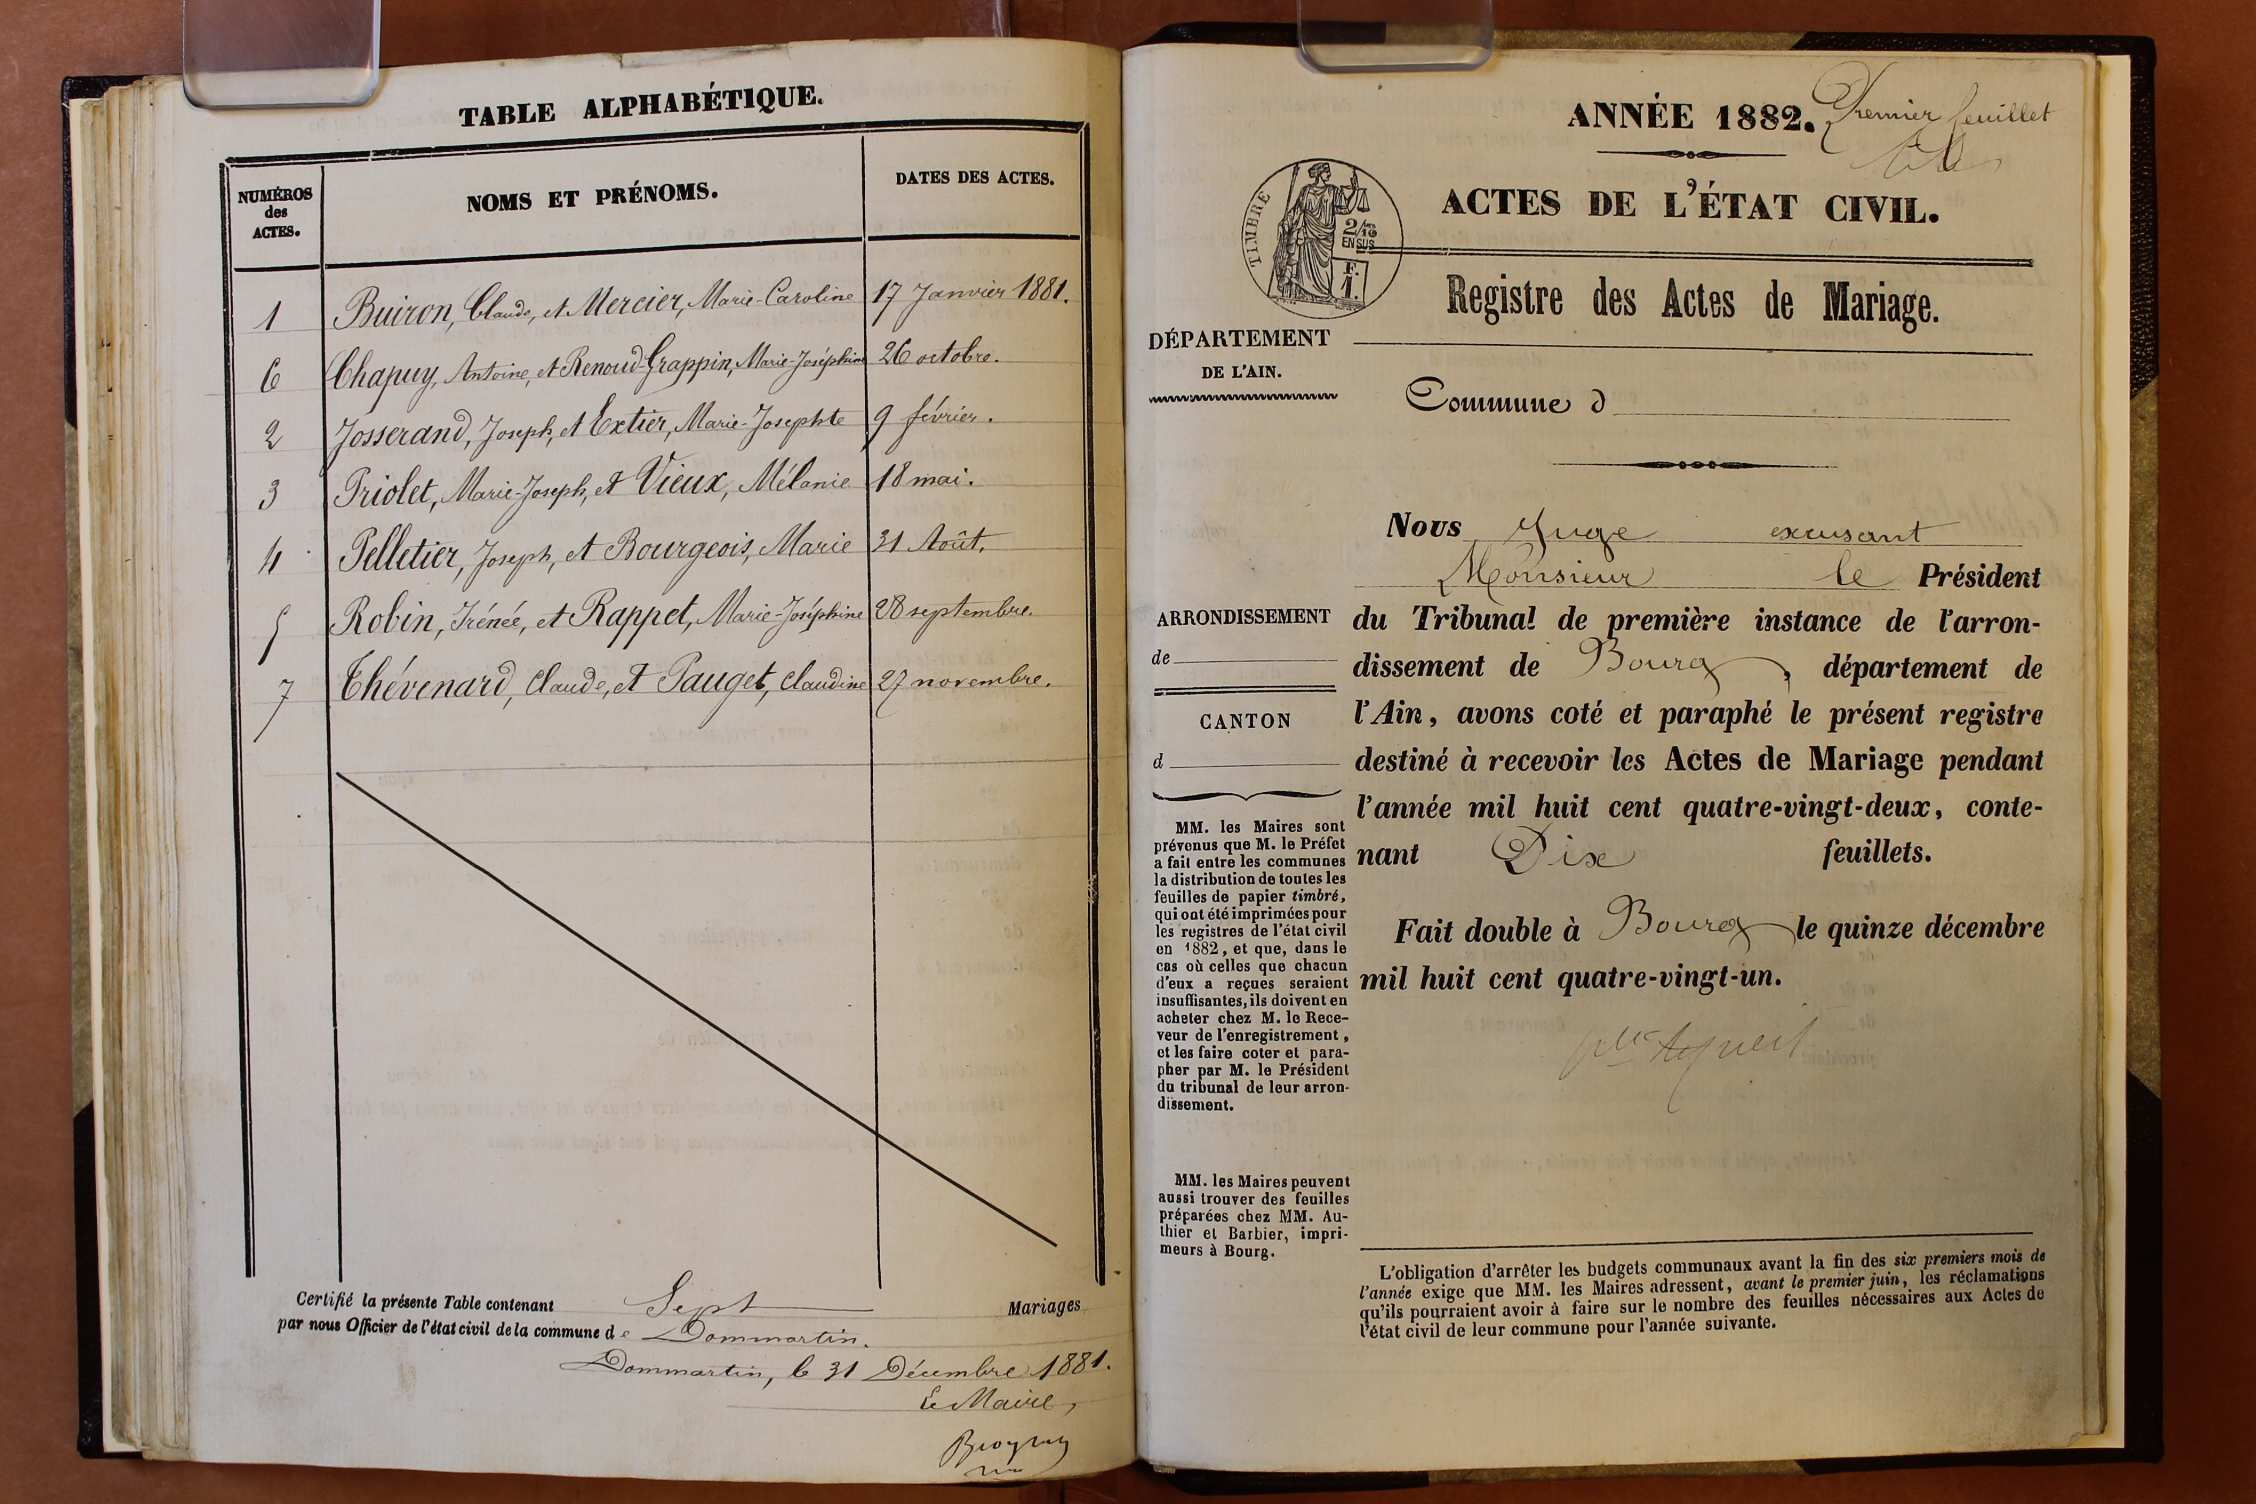 TABLE ALPHABÉTIQUE.
NUMÉROS
des
ACTES.
NOMS ET PRÉNOMS.
DATES DES ACTES.
1 Buiron, Claude, et Mercier, Marie-Caroline 17 Janvier 1881.
6 Chapuy, Antoine, et Renoud-Grappin, Marie-Joséphine 26 octobre.
2 Josserand, Joseph, et Extier, Marie-Josephte 9 février.
3 Priolet, Marie-Joseph, et Vieux, Mélanie 18 mai.
4 Pelletier, Joseph, et Bourgeois, Marie 31 Août.
5 Robin, Irénée, et Rappet, Marie-Joséphine 28 septembre.
7 Thévenard, Claude, et Pauget, Claudine 27 novembre.
Certifié la présente Table contenant Sept Mariages
par nous Officier de l'état civil de la commune de Dommartin.
Dommartin, le 31 Décembre 1881.
Le Maire,
ANNÉE 1882. Premier feuillet
TIMBRE
2/10
EN SUS
F.
1.
ACTES DE L'ÉTAT CIVIL.
Registre des Actes de Mariage.
DÉPARTEMENT
DE L'AIN.
Commune d
Nous Juge excusant
Monsieur le Président
du Tribunal de première instance de l'arron-
dissement de Bourg, département de
l'Ain, avons coté et paraphé le présent registre
destiné à recevoir les Actes de Mariage pendant
l'année mil huit cent quatre-vingt-deux, conte-
nant Dix feuillets.
Fait double à Bourg le quinze décembre
mil huit cent quatre-vingt-un.
ARRONDISSEMENT
de
CANTON
d
MM. les Maires sont
prévenus que M. le Préfet
a fait entre les communes
la distribution de toutes les
feuilles de papier timbré,
qui ont été imprimées pour
les registres de l'état civil
en 1882, et que, dans le
cas où celles que chacun
d'eux a reçues seraient
insuffisantes, ils doivent en
acheter chez M. le Rece-
veur de l'enregistrement,
et les faire coter et para-
pher par M. le Président
du tribunal de leur arron-
dissement.
MM. les Maires peuvent
aussi trouver des feuilles
préparées chez MM. Au-
thier et Barbier, impri-
meurs à Bourg.
L'obligation d'arrêter les budgets communaux avant la fin des six premiers mois de
l'année exige que MM. les Maires adressent, avant le premier juin, les réclamations
qu'ils pourraient avoir à faire sur le nombre des feuilles nécessaires aux Actes de
l'état civil de leur commune pour l'année suivante.